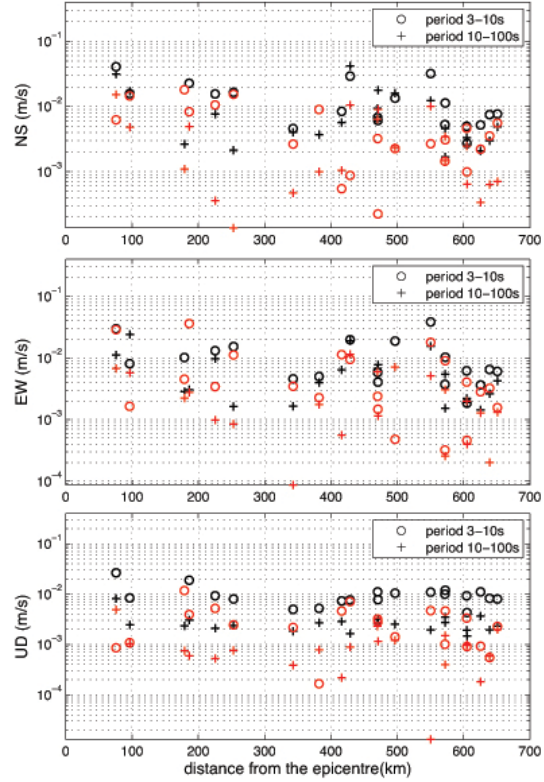 10⁻¹
10⁻²
10⁻³
NS (m/s)
○ period 3−10s
+ period 10−100s
0 100 200 300 400 500 600 700
10⁻¹
10⁻²
10⁻³
10⁻⁴
EW (m/s)
○ period 3−10s
+ period 10−100s
0 100 200 300 400 500 600 700
10⁻¹
10⁻²
10⁻³
10⁻⁴
UD (m/s)
○ period 3−10s
+ period 10−100s
0 100 200 300 400 500 600 700
distance from the epicentre(km)